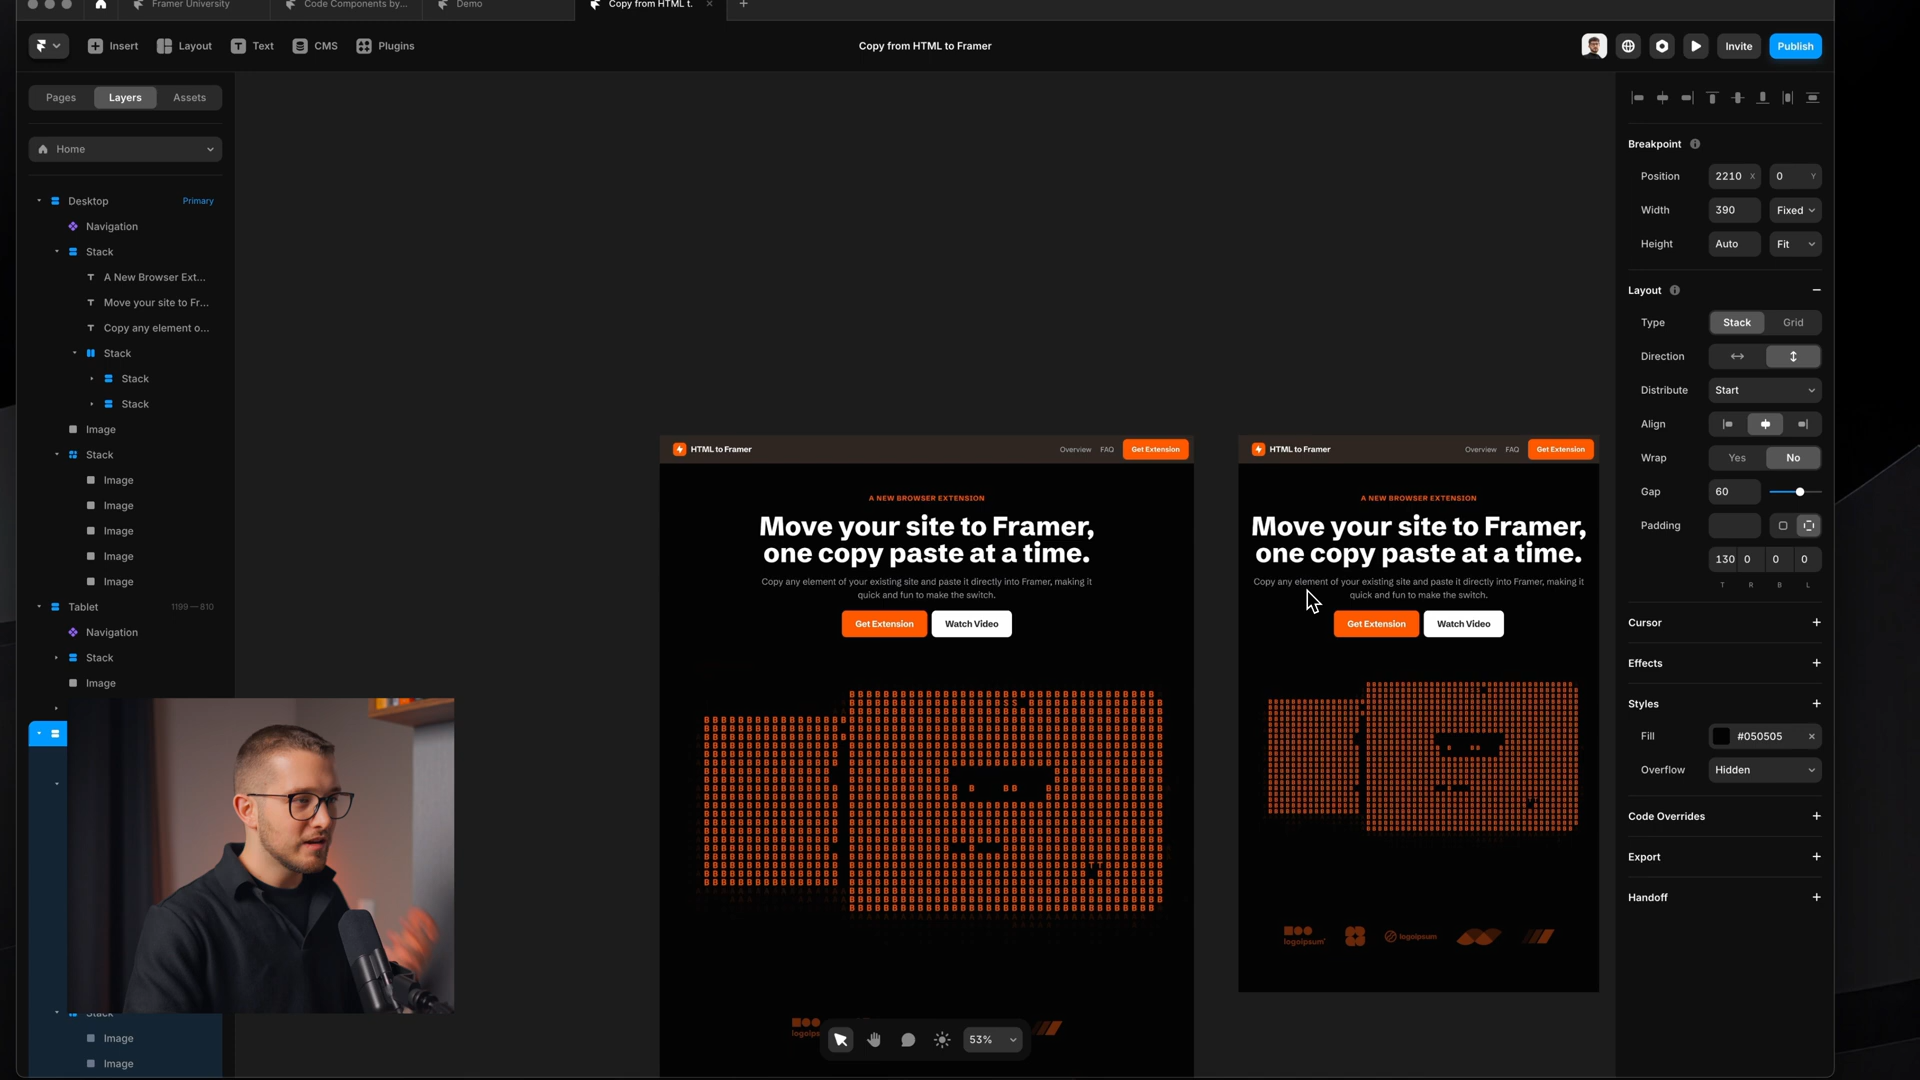 Framer University
Code Components by...
Demo
Copy from HTML t.
Insert
Layout
Text
CMS
Plugins
Copy from HTML to Framer
Invite
Publish
Pages
Layers
Assets
Home
Desktop
Primary
Navigation
Stack
A New Browser Ext...
Move your site to Fr...
Copy any element o...
Stack
Stack
Stack
Image
Stack
Image
Image
Image
Image
Image
Tablet
1199 — 810
Navigation
Stack
Image
Stack
Image
Image
HTML to Framer
Overview
FAQ
Get Extension
A NEW BROWSER EXTENSION
Move your site to Framer,
one copy paste at a time.
Copy any element of your existing site and paste it directly into Framer, making it
quick and fun to make the switch.
Get Extension
Watch Video
53%
HTML to Framer
Overview
FAQ
Get Extension
A NEW BROWSER EXTENSION
Move your site to Framer,
one copy paste at a time.
Copy any element of your existing site and paste it directly into Framer, making it
quick and fun to make the switch.
Get Extension
Watch Video
logoipsum
logoipsum
Breakpoint
Position
2210 X
0 Y
Width
390
Fixed
Height
Auto
Fit
Layout
Type
Stack
Grid
Direction
Distribute
Start
Align
Wrap
Yes
No
Gap
60
Padding
130 0 0 0
T R B L
Cursor
Effects
Styles
Fill
#050505
Overflow
Hidden
Code Overrides
Export
Handoff